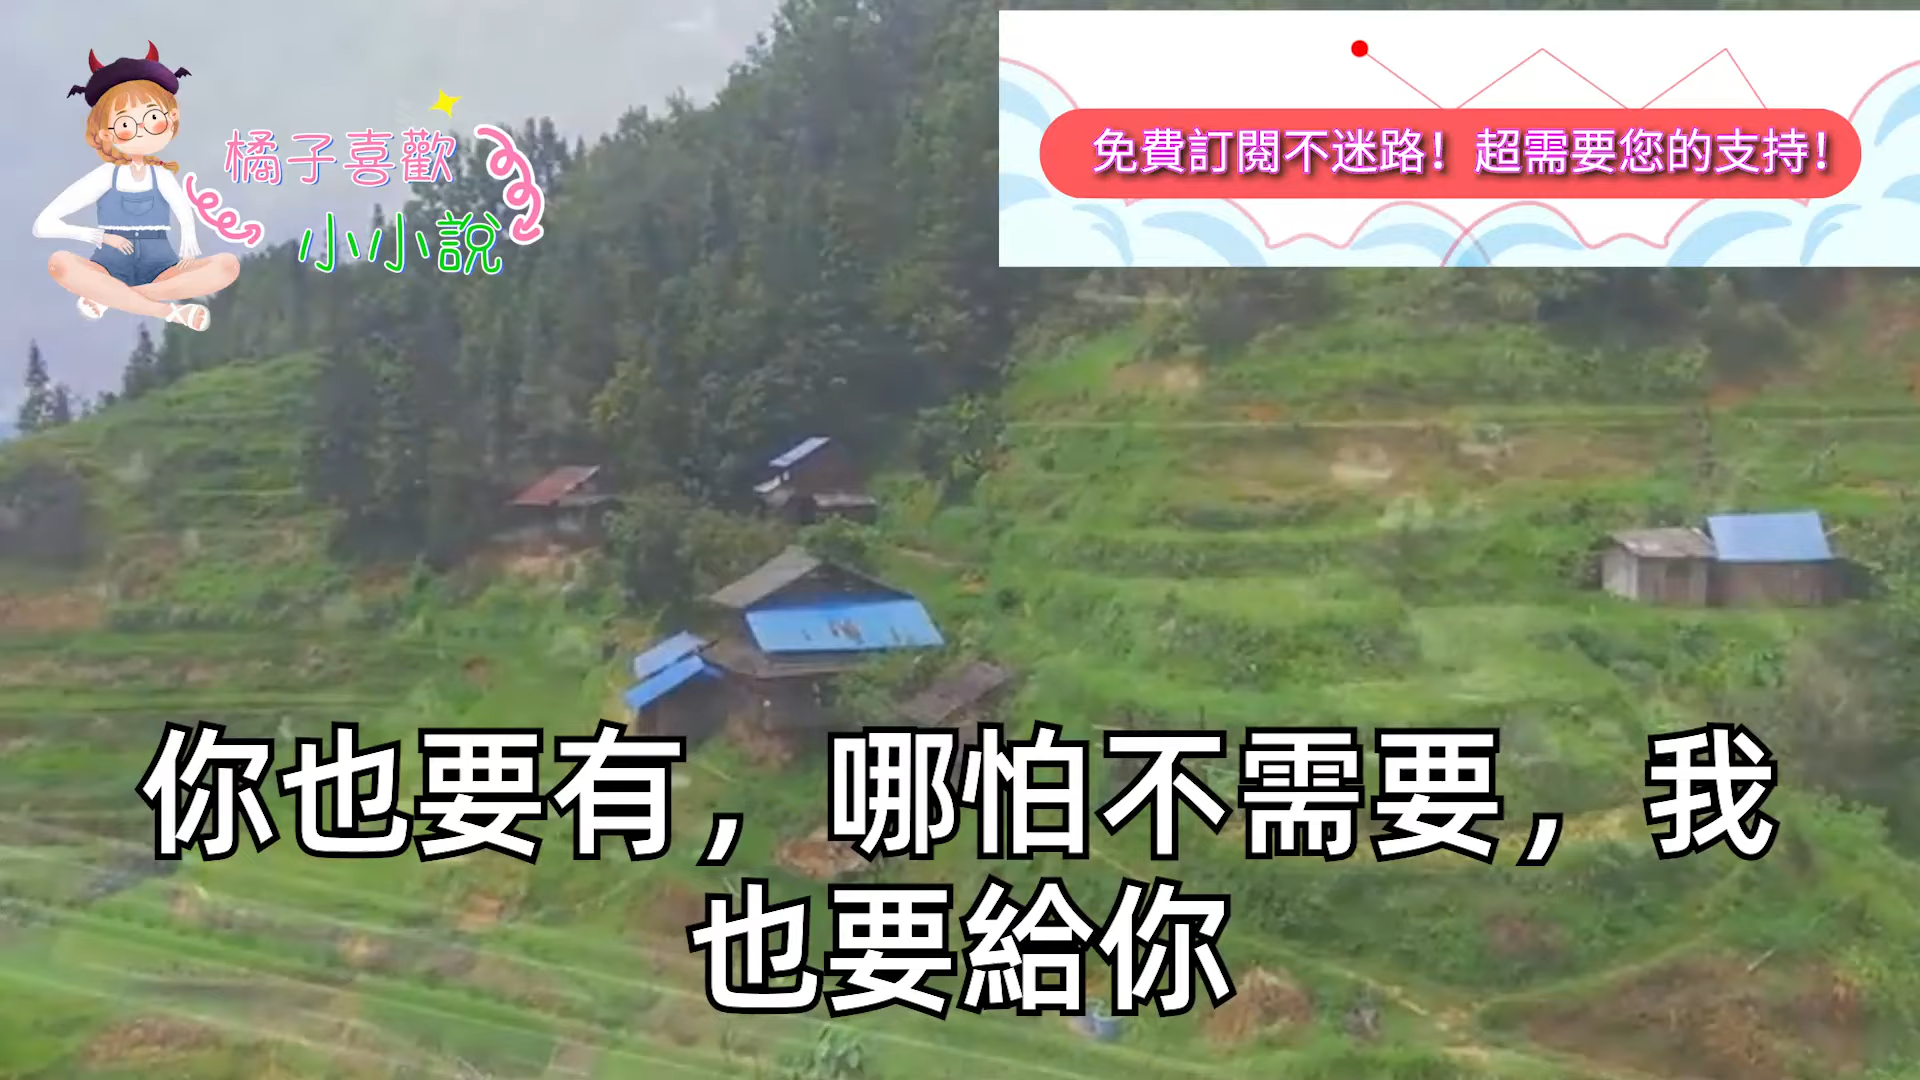 橘子喜歡
小小説
免費訂閱不迷路！超需要您的支持！
你也要有，哪怕不需要，我
也要給你